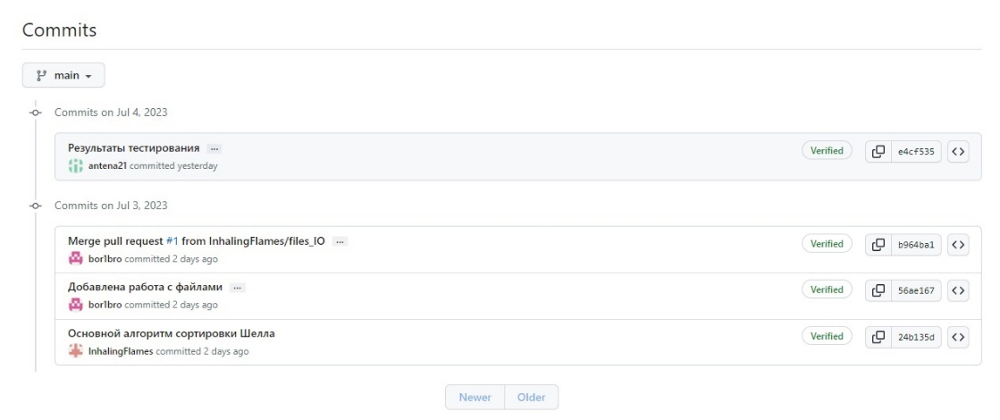 Commits
main
Commits on Jul 4, 2023
Результаты тестирования ...
antena21 committed yesterday
Verified
e4cf535
Commits on Jul 3, 2023
Merge pull request #1 from InhalingFlames/files_IO ...
bor1bro committed 2 days ago
Verified
b964ba1
Добавлена работа с файлами ...
bor1bro committed 2 days ago
Verified
56ae167
Основной алгоритм сортировки Шелла
InhalingFlames committed 2 days ago
Verified
24b135d
Newer
Older